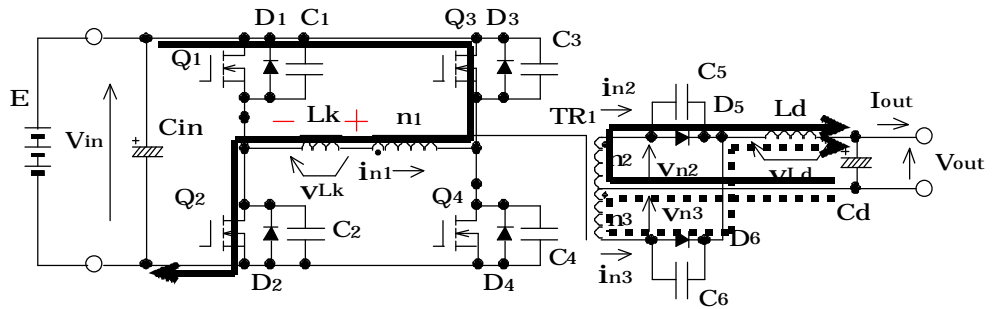 D1 C1 Q3 D3
Q1 C3
E Vin + Cin − Lk + n1
in1 vLk
Q2 Q4
C2 C4
D2 D4
in2 C5 D5 Ld Iout
TR1
n2 vn2 vLd + Vout
n3 vn3 D6 Cd
in3 C6